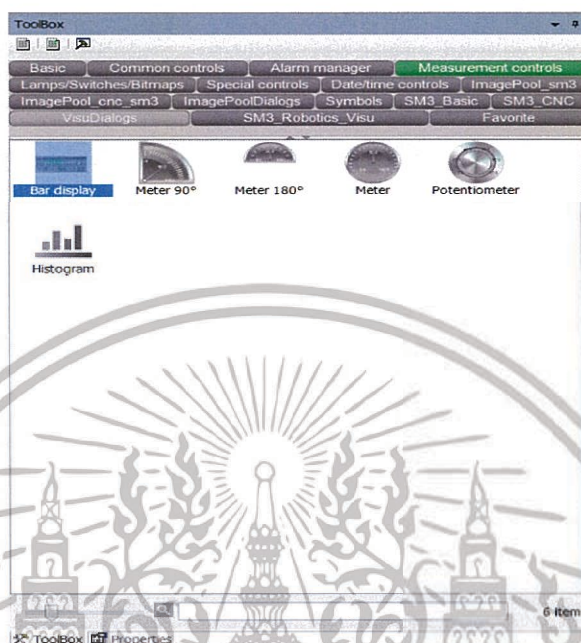 ToolBox
Basic Common controls Alarm manager Measurement controls
Lamps/Switches/Bitmaps Special controls Date/time controls ImagePool_sm3
ImagePool_cnc_sm3 ImagePoolDialogs Symbols SM3_Basic SM3_CNC
VisuDialogs SM3_Robotics_Visu Favorite
Bar display Meter 90° Meter 180° Meter Potentiometer
Histogram
6 Item
ToolBox Properties